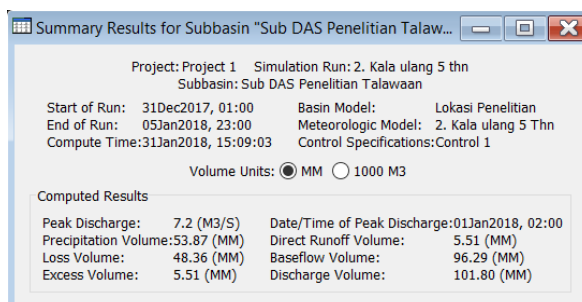 Summary Results for Subbasin "Sub DAS Penelitian Talaw...
Project: Project 1 Simulation Run: 2. Kala ulang 5 thn
Subbasin: Sub DAS Penelitian Talawaan
Start of Run: 31Dec2017, 01:00 Basin Model: Lokasi Penelitian
End of Run: 05Jan2018, 23:00 Meteorologic Model: 2. Kala ulang 5 Thn
Compute Time:31Jan2018, 15:09:03 Control Specifications:Control 1
Volume Units: MM 1000 M3
Computed Results
Peak Discharge: 7.2 (M3/S) Date/Time of Peak Discharge:01Jan2018, 02:00
Precipitation Volume:53.87 (MM) Direct Runoff Volume: 5.51 (MM)
Loss Volume: 48.36 (MM) Baseflow Volume: 96.29 (MM)
Excess Volume: 5.51 (MM) Discharge Volume: 101.80 (MM)